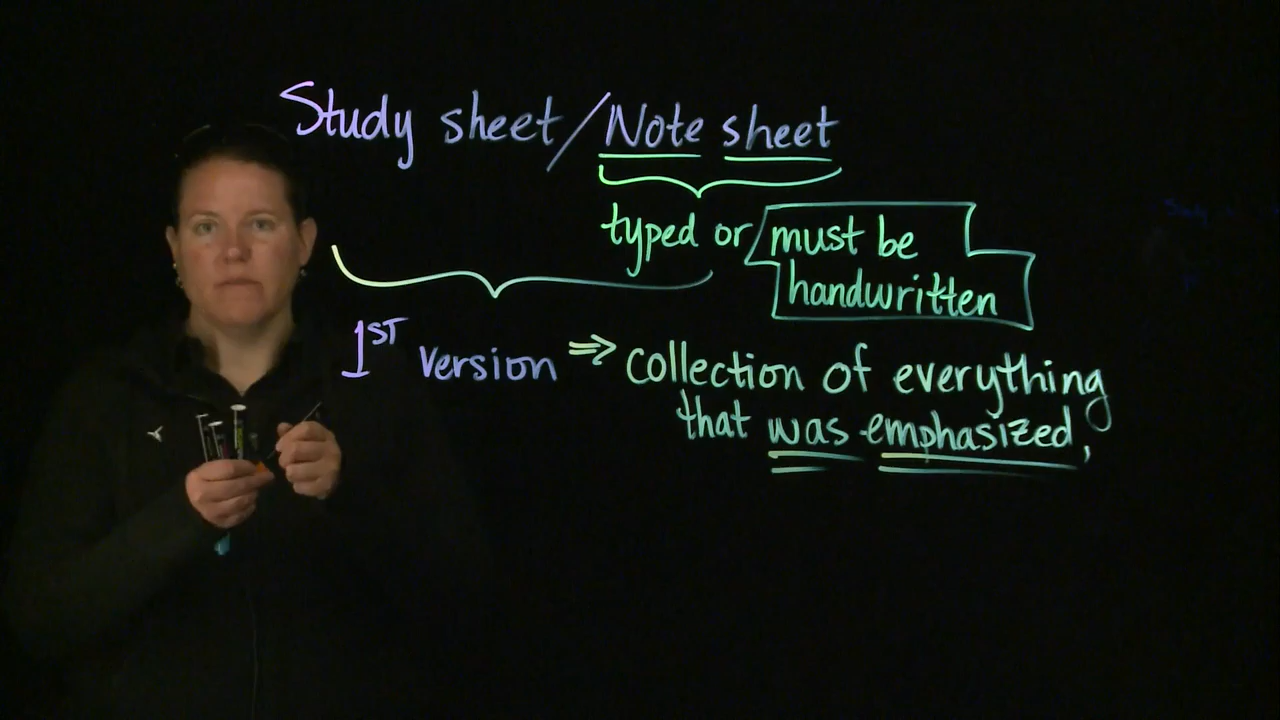 Study sheet/Note sheet
typed or must be
handwritten
1ST version ⇒ collection of everything
that was emphasized,